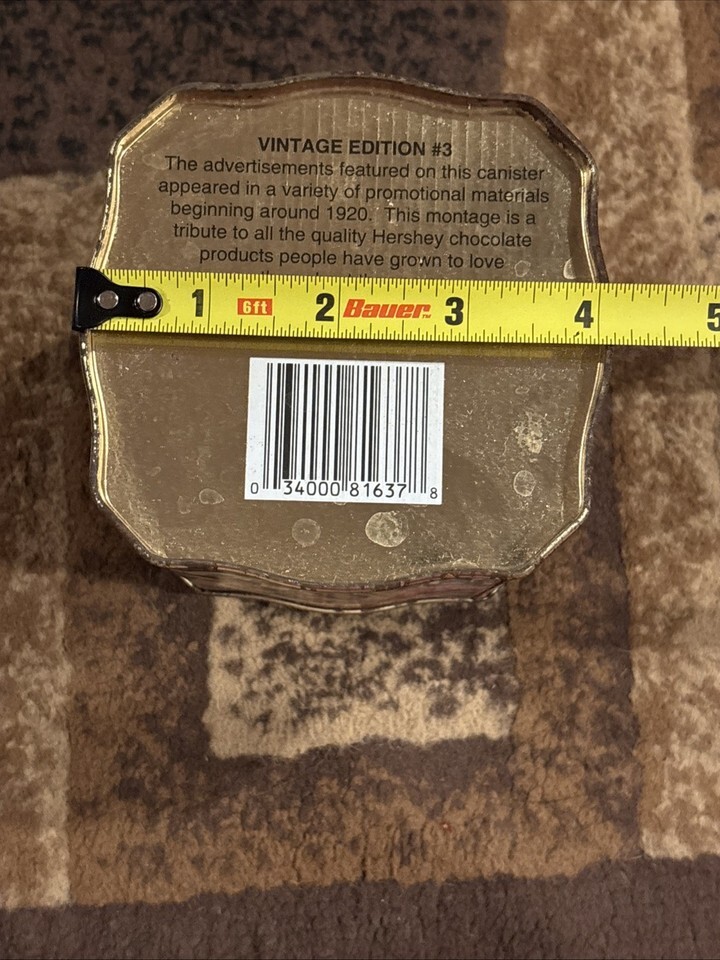 VINTAGE EDITION #3
The advertisements featured on this canister
appeared in a variety of promotional materials
beginning around 1920. This montage is a
tribute to all the quality Hershey chocolate
products people have grown to love
1 6ft 2 Bauer™ 3 4 5
0 34000 81637 8